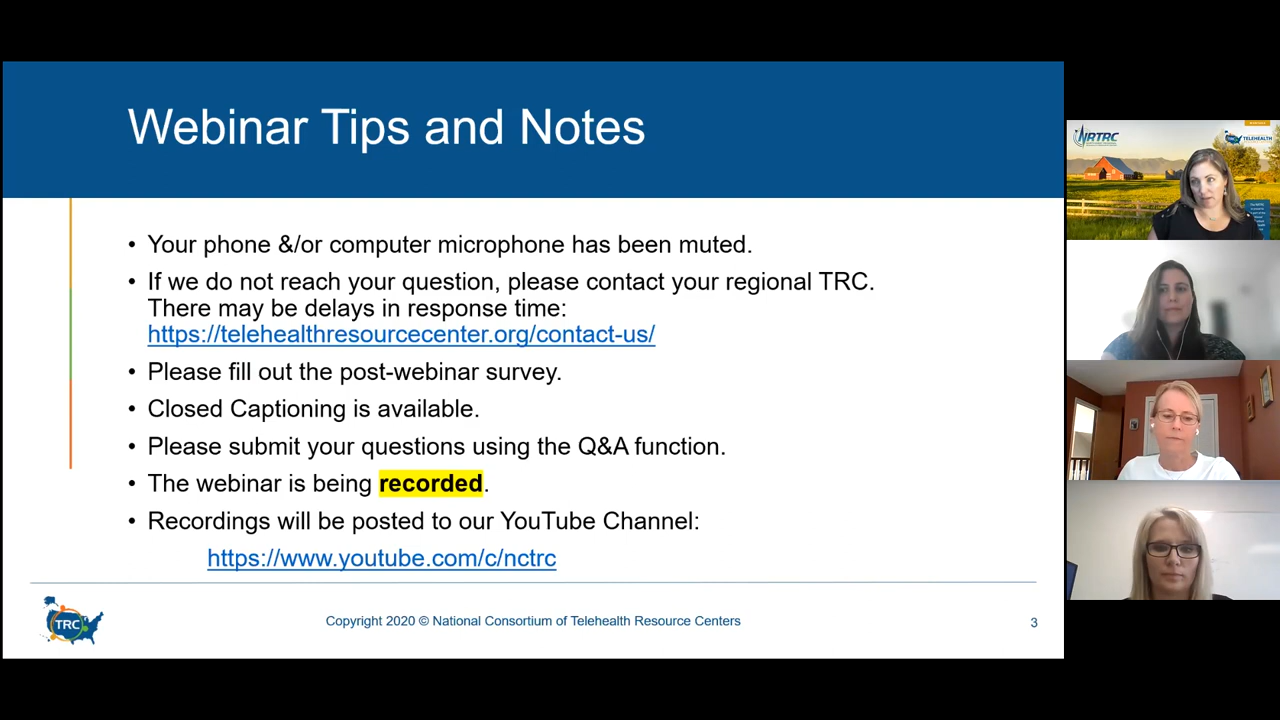 Webinar Tips and Notes
• Your phone &/or computer microphone has been muted.
• If we do not reach your question, please contact your regional TRC.
There may be delays in response time:
https://telehealthresourcecenter.org/contact-us/
• Please fill out the post-webinar survey.
• Closed Captioning is available.
• Please submit your questions using the Q&A function.
• The webinar is being recorded.
• Recordings will be posted to our YouTube Channel:
https://www.youtube.com/c/nctrc
TRC
Copyright 2020 © National Consortium of Telehealth Resource Centers
3
NRTRC
TELEHEALTH